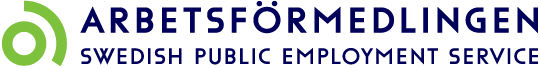 ARBETSFÖRMEDLINGEN
SWEDISH PUBLIC EMPLOYMENT SERVICE